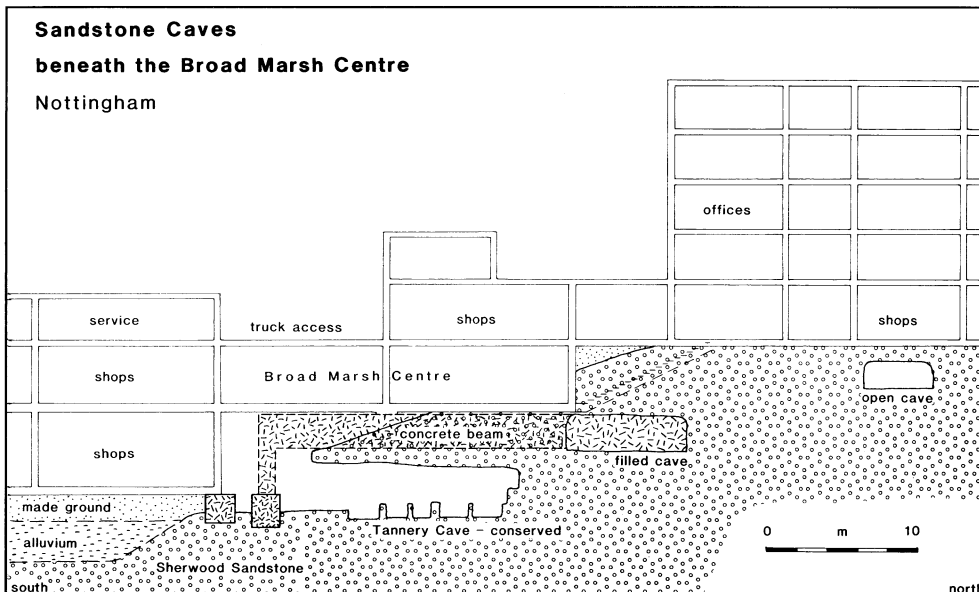 Sandstone Caves
beneath the Broad Marsh Centre
Nottingham
offices
service
truck access
shops
shops
shops
Broad Marsh Centre
open cave
concrete beam
shops
filled cave
made ground
Tannery Cave - conserved
0 m 10
alluvium
Sherwood Sandstone
south
north